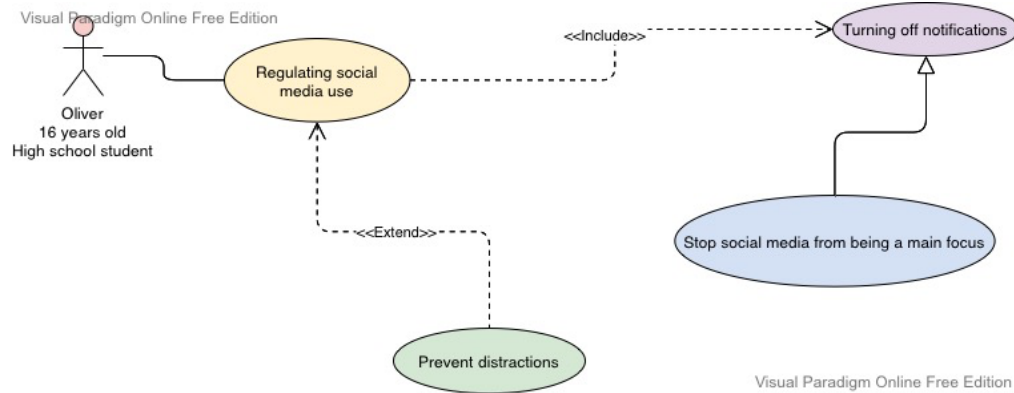 Visual Paradigm Online Free Edition
Turning off notifications
<<Include>>
Regulating social
media use
Oliver
16 years old
High school student
<<Extend>>
Stop social media from being a main focus
Prevent distractions
Visual Paradigm Online Free Edition